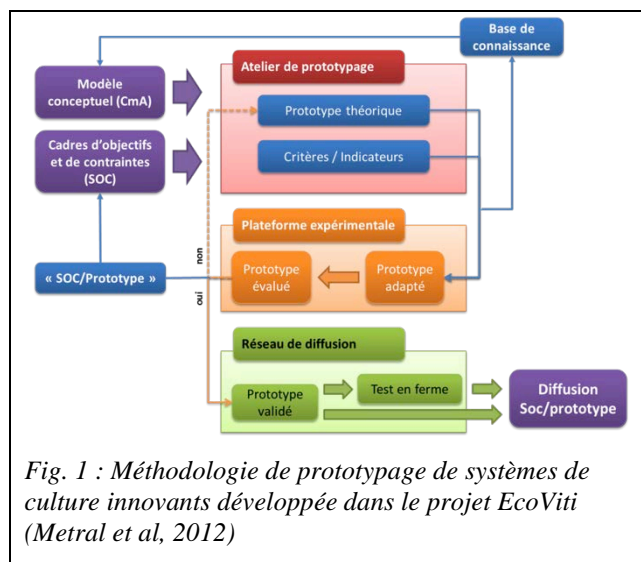 Base de
connaissance
Atelier de prototypage
Modèle
conceptuel (CmA)
Prototype théorique
Cadres d'objectifs
et de contraintes
(SOC)
Critères / Indicateurs
Plateforme expérimentale
non
« SOC/Prototype »
Prototype
évalué
Prototype
adapté
oui
Réseau de diffusion
Prototype
validé
Test en ferme
Diffusion
Soc/prototype
Fig. 1 : Méthodologie de prototypage de systèmes de
culture innovants développée dans le projet EcoViti
(Metral et al, 2012)